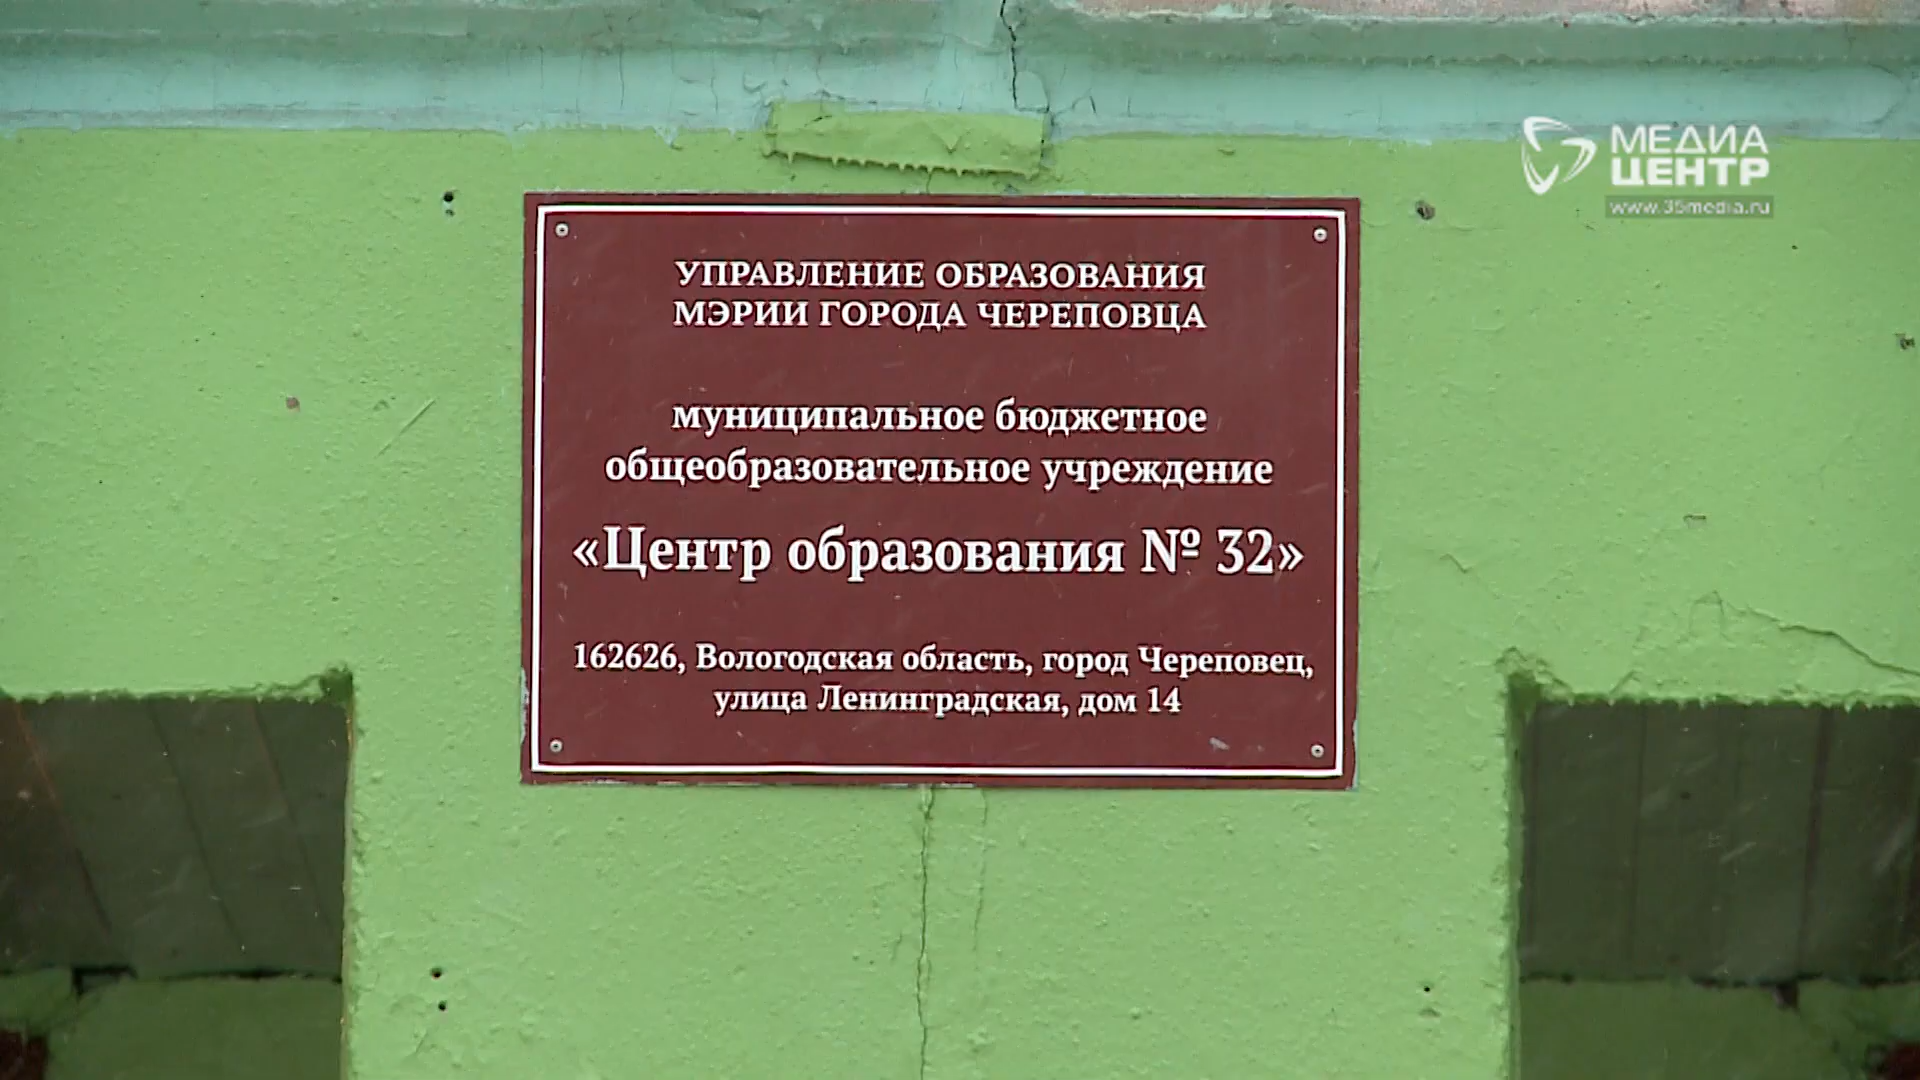 МЕДИА
ЦЕНТР
www.35media.ru
УПРАВЛЕНИЕ ОБРАЗОВАНИЯ
МЭРИИ ГОРОДА ЧЕРЕПОВЦА
муниципальное бюджетное
общеобразовательное учреждение
«Центр образования № 32»
162626, Вологодская область, город Череповец,
улица Ленинградская, дом 14